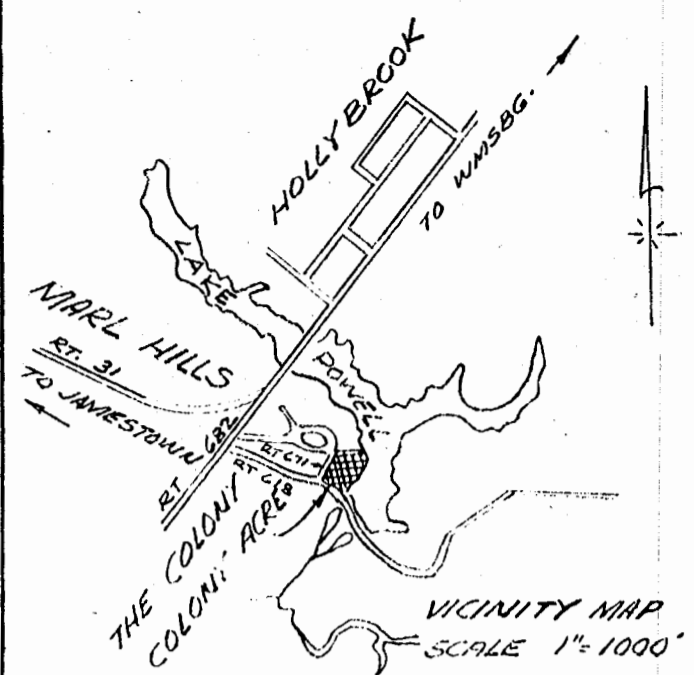 HOLLYBROOK
TO WMSBG.
LAKE
POWELL
MARL HILLS
RT. 31
TO JAMESTOWN
RT 682
RT 671
RT 618
THE COLONY
COLONY ACRES
VICINITY MAP
SCALE 1"=1000'